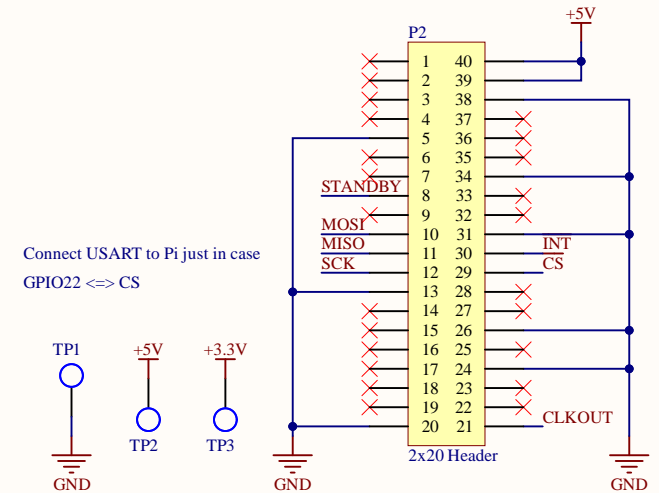 +5V
P2
1 40
2 39
3 38
4 37
5 36
6 35
7 34
STANDBY 8 33
9 32
MOSI 10 31
MISO 11 30 INT
SCK 12 29 CS
13 28
14 27
15 26
16 25
17 24
18 23
19 22
20 21 CLKOUT
2x20 Header
Connect USART to Pi just in case
GPIO22 <=> CS
TP1 +5V +3.3V
TP2 TP3
GND GND GND